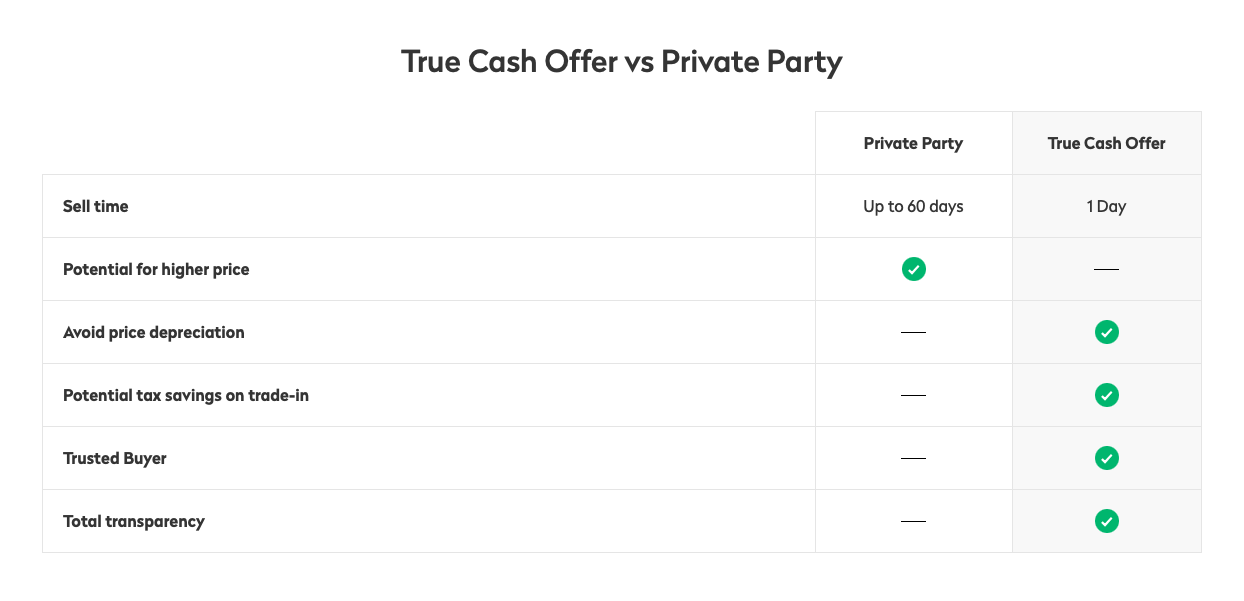 True Cash Offer vs Private Party
Private Party True Cash Offer
Sell time Up to 60 days 1 Day
Potential for higher price
Avoid price depreciation
Potential tax savings on trade-in
Trusted Buyer
Total transparency